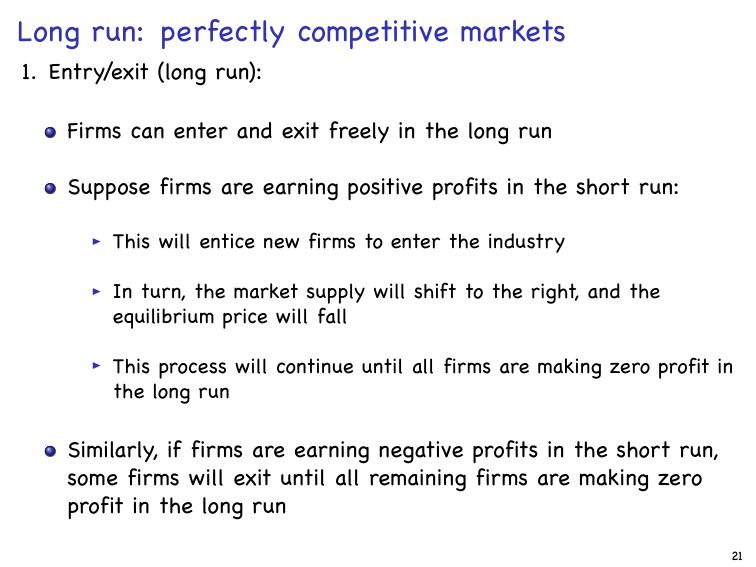 Long run: perfectly competitive markets
1. Entry/exit (long run):
Firms can enter and exit freely in the long run
Suppose firms are earning positive profits in the short run:
This will entice new firms to enter the industry
In turn, the market supply will shift to the right, and the
equilibrium price will fall
This process will continue until all firms are making zero profit in
the long run
Similarly, if firms are earning negative profits in the short run,
some firms will exit until all remaining firms are making zero
profit in the long run
21